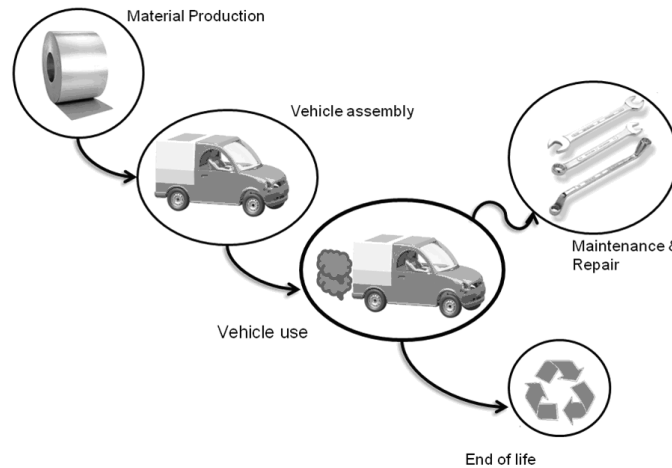 Material Production
Vehicle assembly
Maintenance &
Repair
Vehicle use
End of life